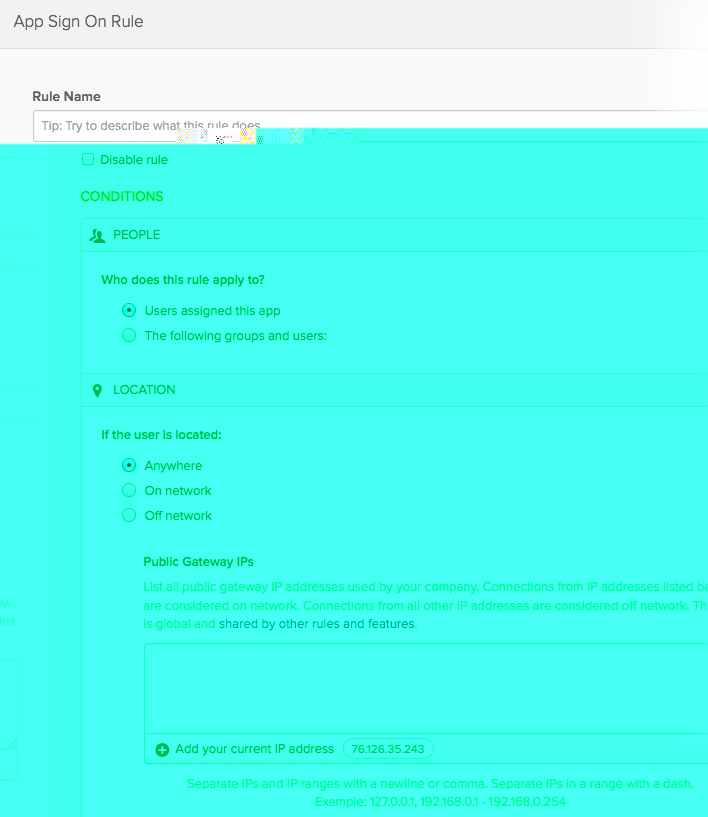 App Sign On Rule
Rule Name
Tip: Try to describe what this rule does
Disable rule
CONDITIONS
PEOPLE
Who does this rule apply to?
Users assigned this app
The following groups and users:
LOCATION
If the user is located:
Anywhere
On network
Off network
Public Gateway IPs
List all public gateway IP addresses used by your company. Connections from IP addresses listed
are considered on network. Connections from all other IP addresses are considered off network.
is global and shared by other rules and features.
list
Add your current IP address 76.126.35.243
Separate IPs and IP ranges with a newline or comma. Separate IPs in a range with a dash.
Example: 127.0.0.1, 192.168.0.1 - 192.168.0.254